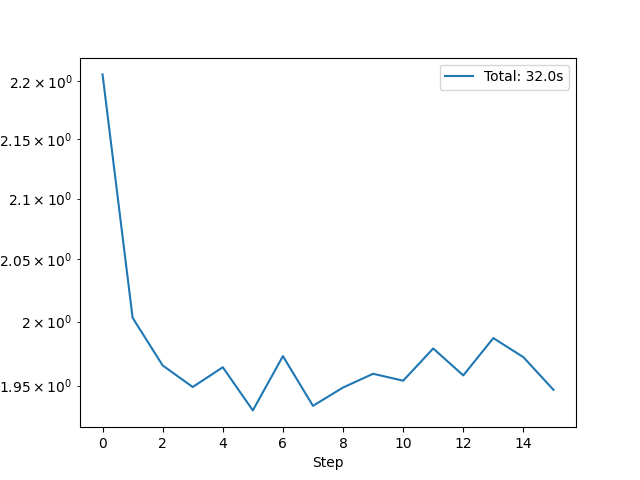 Total: 32.0s
2.2 × 10⁰
2.15 × 10⁰
2.1 × 10⁰
2.05 × 10⁰
2 × 10⁰
1.95 × 10⁰
0 2 4 6 8 10 12 14
Step